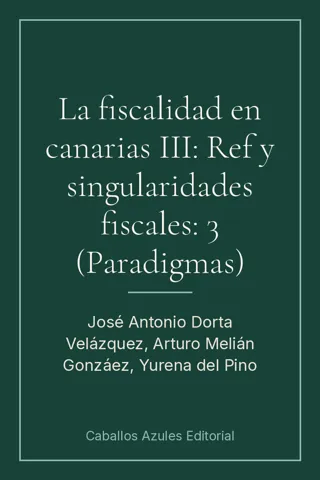 La fiscalidad en
canarias III: Ref y
singularidades
fiscales: 3
(Paradigmas)
José Antonio Dorta
Velázquez, Arturo Melián
Gonzáez, Yurena del Pino
Caballos Azules Editorial